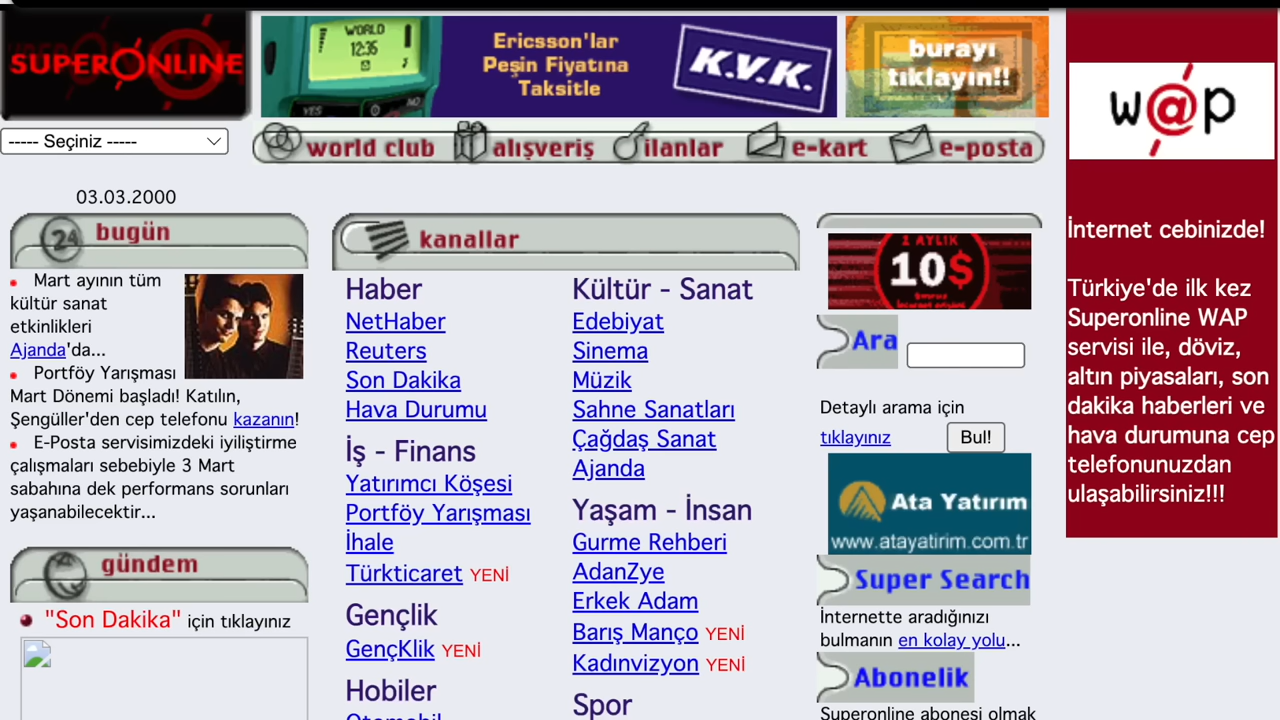 SUPERONLINE
WORLD
12:35
YES
NO
Ericsson'lar
Peşin Fiyatına
Taksitle
K.V.K.
burayı
tıklayın!!
w@p
----- Seçiniz -----
world club
alışveriş
ilanlar
e-kart
e-posta
03.03.2000
24
bugün
Mart ayının tüm
kültür sanat
etkinlikleri
Ajanda'da...
Portföy Yarışması
Mart Dönemi başladı! Katılın,
Şengüller'den cep telefonu kazanın!
E-Posta servisimizdeki iyiliştirme
çalışmaları sebebiyle 3 Mart
sabahına dek performans sorunları
yaşanabilecektir...
gündem
"Son Dakika" için tıklayınız
kanallar
Haber
NetHaber
Reuters
Son Dakika
Hava Durumu
İş - Finans
Yatırımcı Köşesi
Portföy Yarışması
İhale
Türkticaret YENİ
Gençlik
GençKlik YENİ
Hobiler
Otomobil
Kültür - Sanat
Edebiyat
Sinema
Müzik
Sahne Sanatları
Çağdaş Sanat
Ajanda
Yaşam - İnsan
Gurme Rehberi
AdanZye
Erkek Adam
Barış Manço YENİ
Kadınvizyon YENİ
Spor
1 AYLIK
10$
Ara
Detaylı arama için
tıklayınız
Bul!
Ata Yatırım
www.atayatirim.com.tr
Super Search
İnternette aradığınızı
bulmanın en kolay yolu...
Abonelik
Superonline abonesi olmak
İnternet cebinizde!
Türkiye'de ilk kez
Superonline WAP
servisi ile, döviz,
altın piyasaları, son
dakika haberleri ve
hava durumuna cep
telefonunuzdan
ulaşabilirsiniz!!!